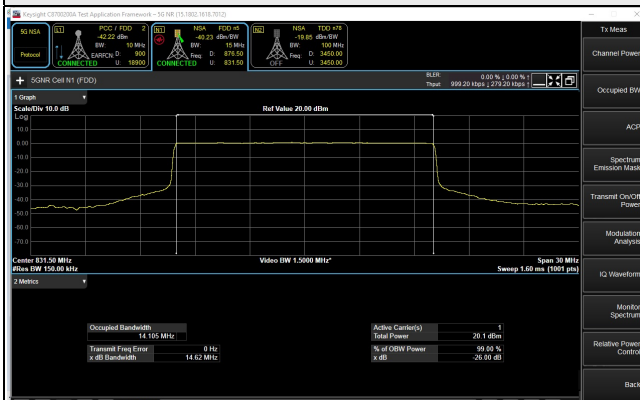 Keysight C8700200A Test Application Framework – 5G NR (15.1802.1618.7012)
5G NSA
Protocol
L1 PCC / FDD 2
-42.22 dBm
BW: 10 MHz
EARFCN: D: 900
CONNECTED U: 18900
N1 NSA FDD n5
-40.23 dBm/BW
BW: 15 MHz
Freq: D: 876.50
CONNECTED U: 831.50
N2 NSA TDD n78
-19.85 dBm/BW
BW: 100 MHz
Freq: D: 3450.00
OFF U: 3450.00
Tx Meas
Channel Power
Occupied BW
ACP
Spectrum
Emission Mask
Transmit On/Off
Power
Modulation
Analysis
IQ Waveform
Monitor
Spectrum
Relative Power
Control
Back
5GNR Cell N1 (FDD)
BLER: 0.00 % ↓ 0.00 % ↑
Thput: 999.20 kbps ↓ 279.20 kbps ↑
1 Graph
Scale/Div 10.0 dB
Ref Value 20.00 dBm
Log
10.0
0.00
-10.0
-20.0
-30.0
-40.0
-50.0
-60.0
-70.0
Center 831.50 MHz
Video BW 1.5000 MHz*
Span 30 MHz
#Res BW 150.00 kHz
Sweep 1.60 ms (1001 pts)
2 Metrics
Occupied Bandwidth
14.105 MHz
Transmit Freq Error 0 Hz
x dB Bandwidth 14.62 MHz
Active Carrier(s) 1
Total Power 20.1 dBm
% of OBW Power 99.00 %
x dB -26.00 dB